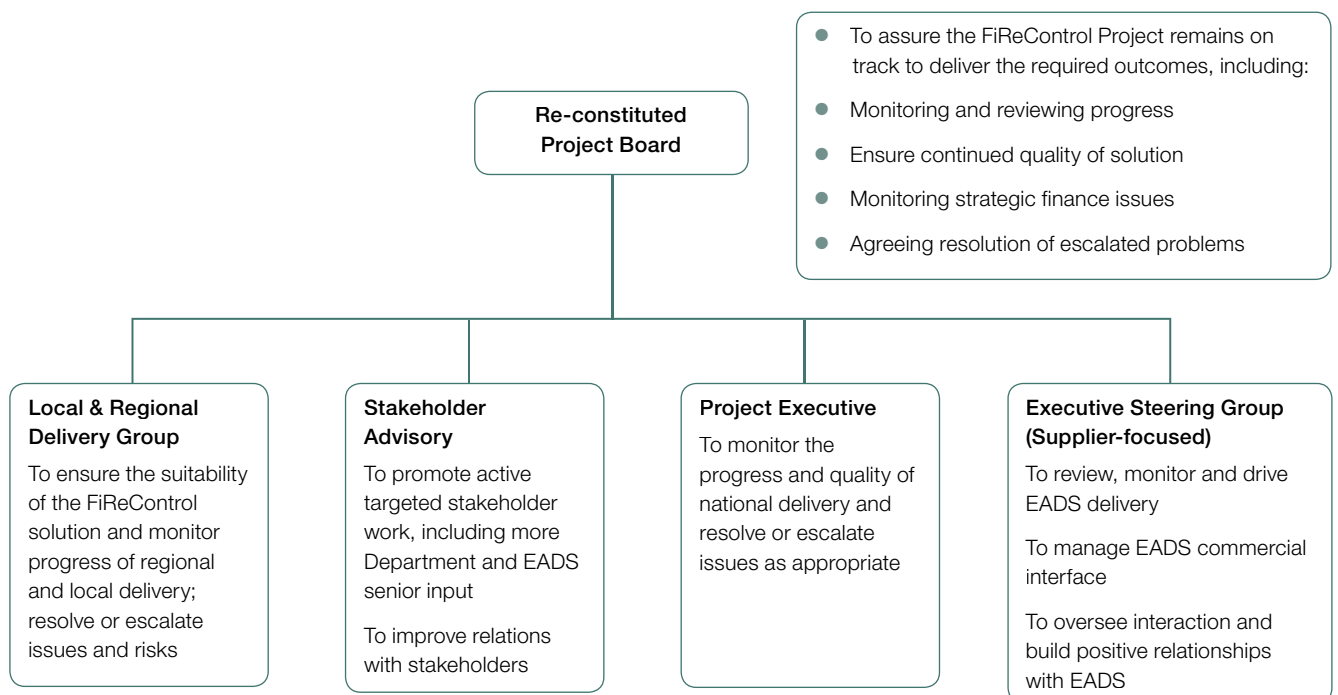 Re-constituted
Project Board
● To assure the FiReControl Project remains on
track to deliver the required outcomes, including:
● Monitoring and reviewing progress
● Ensure continued quality of solution
● Monitoring strategic finance issues
● Agreeing resolution of escalated problems
Local & Regional
Delivery Group
To ensure the suitability
of the FiReControl
solution and monitor
progress of regional
and local delivery;
resolve or escalate
issues and risks
Stakeholder
Advisory
To promote active
targeted stakeholder
work, including more
Department and EADS
senior input
To improve relations
with stakeholders
Project Executive
To monitor the
progress and quality of
national delivery and
resolve or escalate
issues as appropriate
Executive Steering Group
(Supplier-focused)
To review, monitor and drive
EADS delivery
To manage EADS commercial
interface
To oversee interaction and
build positive relationships
with EADS